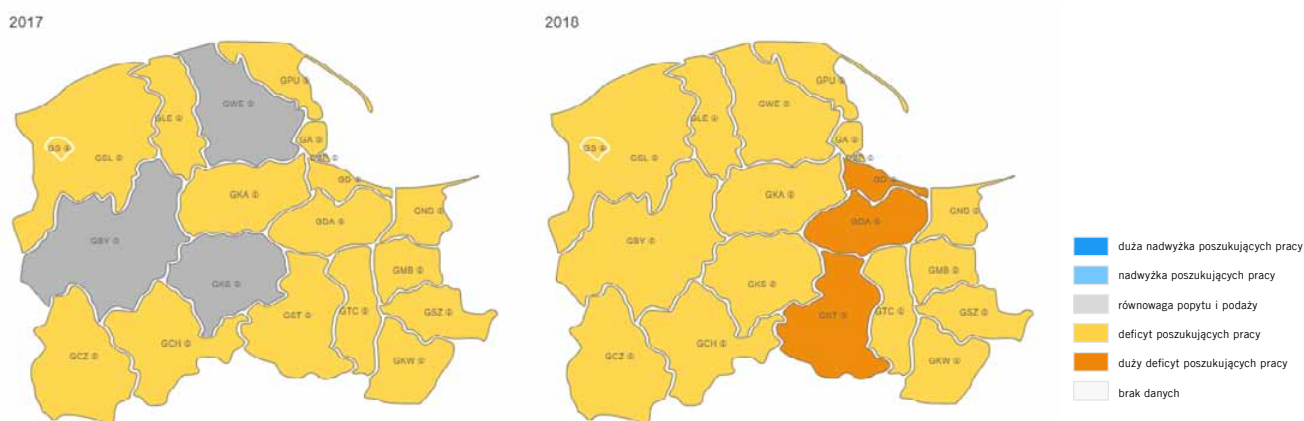 2017
2018
GPU
GWE
GLE
GA
GS
GSL
GD
GKA
GDA
GND
GBY
GMB
GKS
GST
GTC
GSZ
GCH
GCZ
GKW
GPU
GWE
GLE
GA
GS
GSL
GD
GKA
GDA
GND
GBY
GMB
GKS
GTC
GSZ
GCH
GCZ
GKW
duża nadwyżka poszukujących pracy
nadwyżka poszukujących pracy
równowaga popytu i podaży
deficyt poszukujących pracy
duży deficyt poszukujących pracy
brak danych